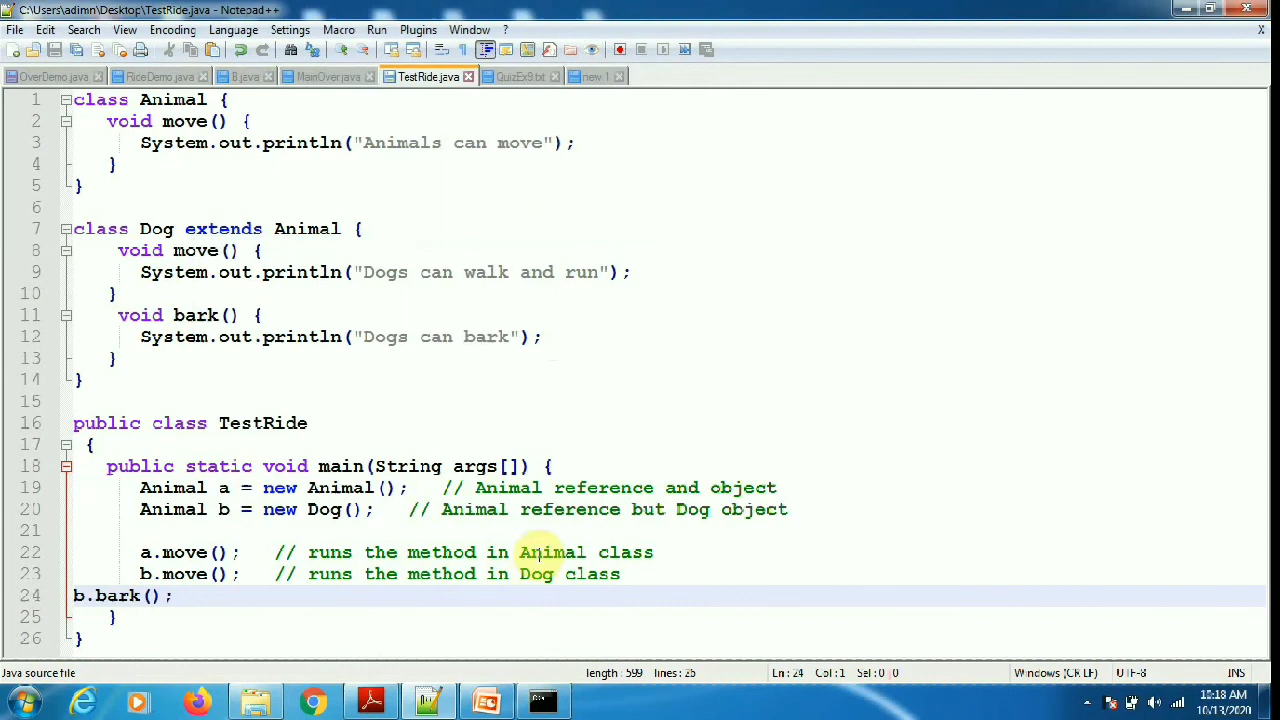 C:\Users\adimn\Desktop\TestRide.java - Notepad++
File Edit Search View Encoding Language Settings Macro Run Plugins Window ? X
OverDemo.java RiceDemo.java B.java MainOver.java TestRide.java QuizEx9.txt new 1
1 class Animal {
2 void move() {
3 System.out.println("Animals can move");
4 }
5 }
6
7 class Dog extends Animal {
8 void move() {
9 System.out.println("Dogs can walk and run");
10 }
11 void bark() {
12 System.out.println("Dogs can bark");
13 }
14 }
15
16 public class TestRide
17 {
18 public static void main(String args[]) {
19 Animal a = new Animal(); // Animal reference and object
20 Animal b = new Dog(); // Animal reference but Dog object
21
22 a.move(); // runs the method in Animal class
23 b.move(); // runs the method in Dog class
24 b.bark();
25 }
26 }
Java source file length : 599 lines : 26 Ln : 24 Col : 1 Sel : 0 | 0 Windows (CR LF) UTF-8 INS
10:18 AM
10/13/2020